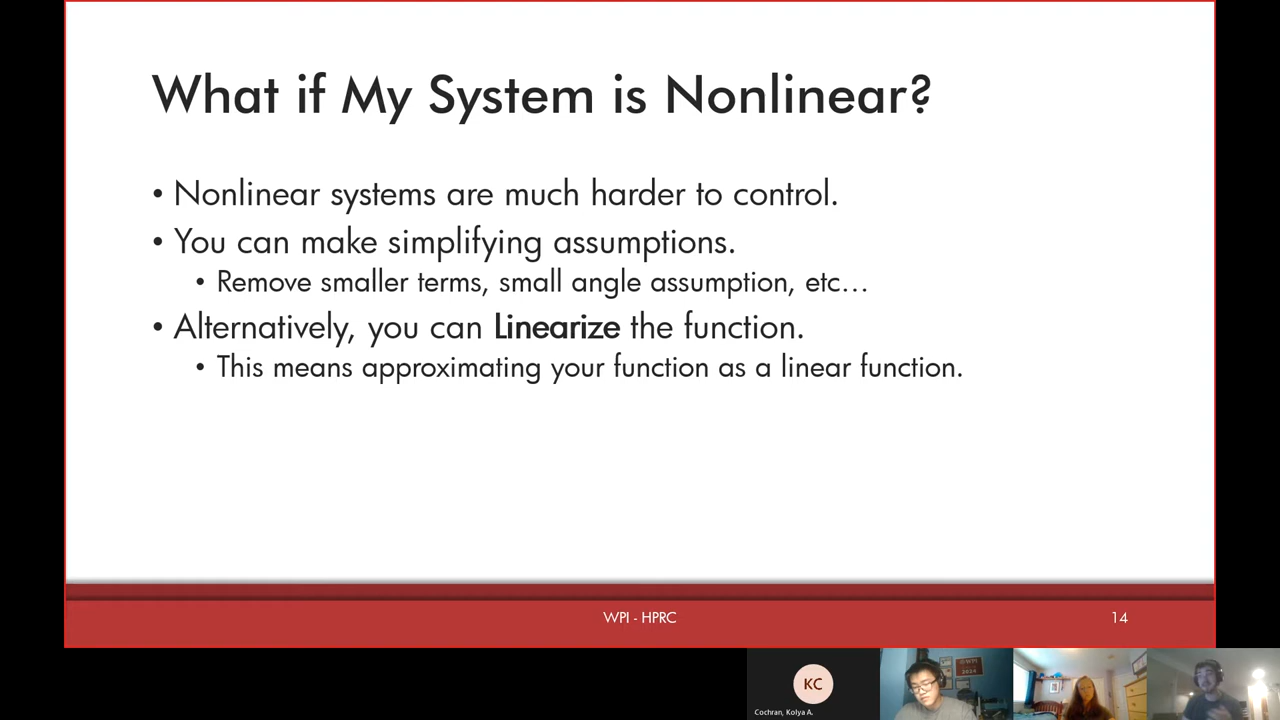 What if My System is Nonlinear?
• Nonlinear systems are much harder to control.
• You can make simplifying assumptions.
• Remove smaller terms, small angle assumption, etc…
• Alternatively, you can Linearize the function.
• This means approximating your function as a linear function.
WPI - HPRC
14
KC
Cochran, Kolya A.
@WPI
2024